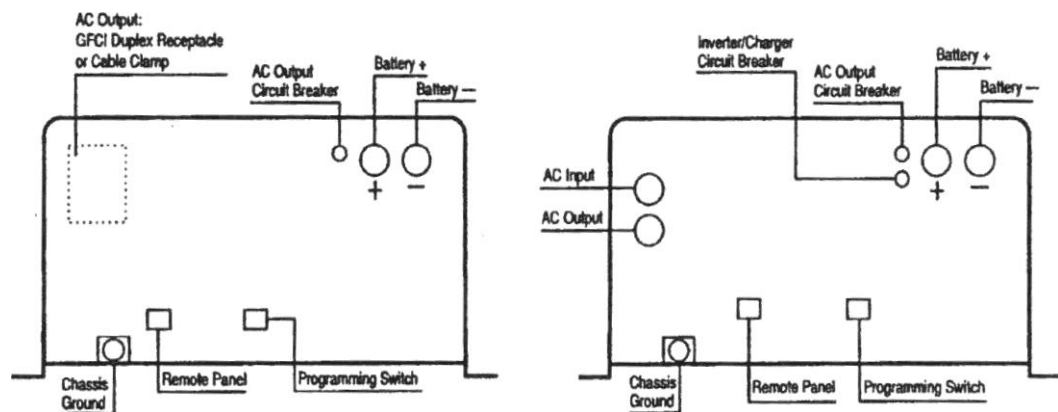 AC Output:
GFCI Duplex Receptacle
or Cable Clamp
AC Output
Circuit Breaker
Battery +
Battery —
+
—
Chassis
Ground
Remote Panel
Programming Switch
Inverter/Charger
Circuit Breaker
AC Output
Circuit Breaker
Battery +
Battery —
AC Input
AC Output
+
—
Chassis
Ground
Remote Panel
Programming Switch